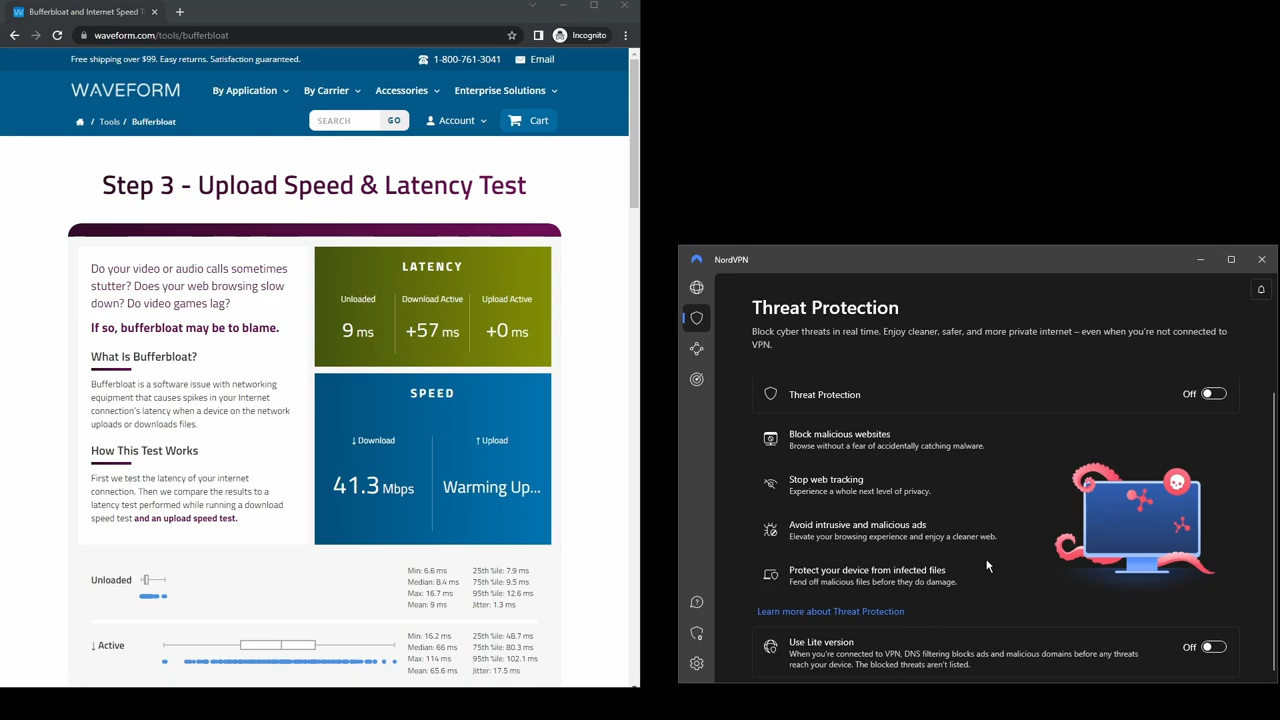 Bufferbloat and Internet Speed T
waveform.com/tools/bufferbloat
Incognito
Free shipping over $99. Easy returns. Satisfaction guaranteed.
1-800-761-3041
Email
WAVEFORM
By Application
By Carrier
Accessories
Enterprise Solutions
/ Tools / Bufferbloat
SEARCH
GO
Account
Cart
Step 3 - Upload Speed & Latency Test
Do your video or audio calls sometimes
stutter? Does your web browsing slow
down? Do video games lag?
If so, bufferbloat may be to blame.
What Is Bufferbloat?
Bufferbloat is a software issue with networking
equipment that causes spikes in your Internet
connection's latency when a device on the network
uploads or downloads files.
How This Test Works
First we test the latency of your internet
connection. Then we compare the results to a
latency test performed while running a download
speed test and an upload speed test.
LATENCY
Unloaded
Download Active
Upload Active
9 ms
+57 ms
+0 ms
SPEED
↓ Download
↑ Upload
41.3 Mbps
Warming Up...
Unloaded
Min: 6.6 ms
25th %ile: 7.9 ms
Median: 8.4 ms
75th %ile: 9.5 ms
Max: 16.7 ms
95th %ile: 12.6 ms
Mean: 9 ms
Jitter: 1.3 ms
↓ Active
Min: 16.2 ms
25th %ile: 48.7 ms
Median: 66 ms
75th %ile: 80.3 ms
Max: 114 ms
95th %ile: 102.1 ms
Mean: 65.6 ms
Jitter: 17.5 ms
NordVPN
Threat Protection
Block cyber threats in real time. Enjoy cleaner, safer, and more private internet – even when you're not connected to
VPN.
Threat Protection
Off
Block malicious websites
Browse without a fear of accidentally catching malware.
Stop web tracking
Experience a whole next level of privacy.
Avoid intrusive and malicious ads
Elevate your browsing experience and enjoy a cleaner web.
Protect your device from infected files
Fend off malicious files before they do damage.
Learn more about Threat Protection
Use Lite version
When you're connected to VPN, DNS filtering blocks ads and malicious domains before any threats
reach your device. The blocked threats aren't listed.
Off